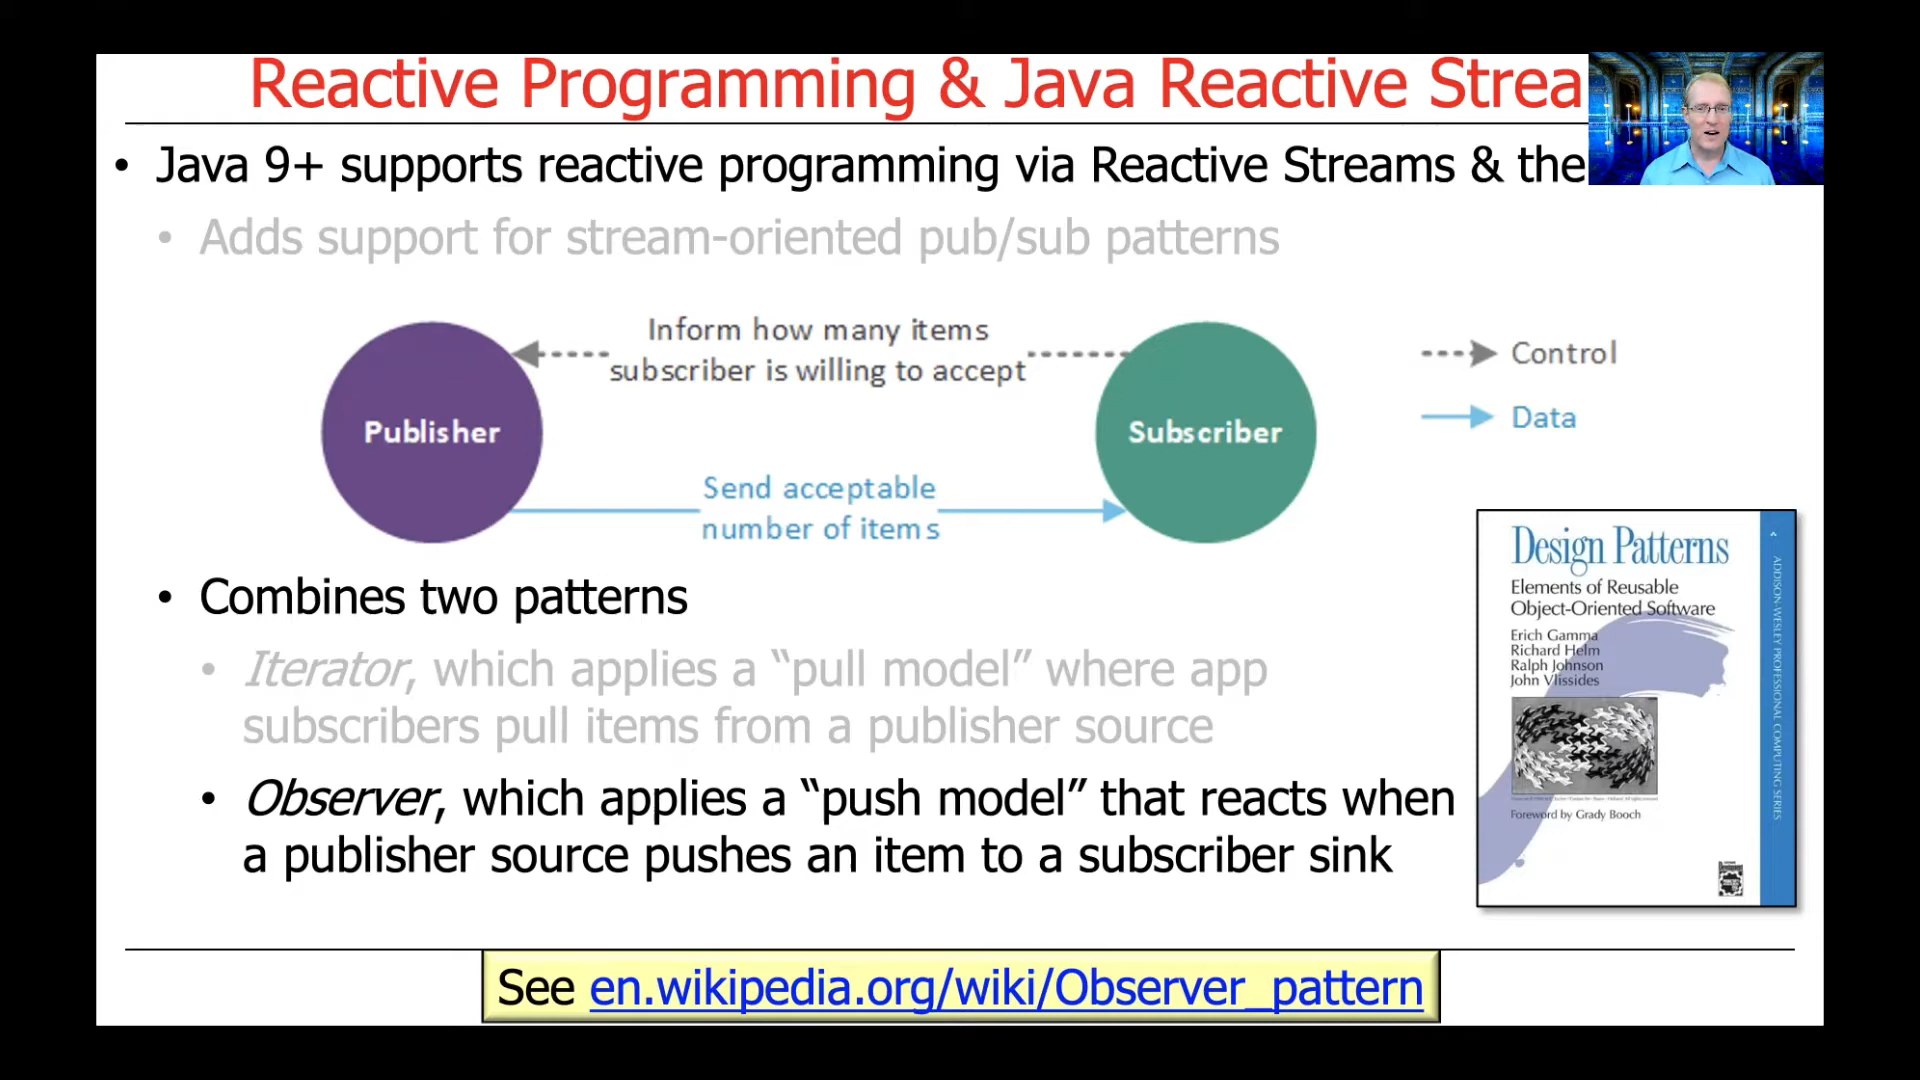 Reactive Programming & Java Reactive Strea
• Java 9+ supports reactive programming via Reactive Streams & the
• Adds support for stream-oriented pub/sub patterns
Inform how many items
subscriber is willing to accept
Control
Data
Publisher
Subscriber
Send acceptable
number of items
• Combines two patterns
• Iterator, which applies a “pull model” where app
subscribers pull items from a publisher source
• Observer, which applies a “push model” that reacts when
a publisher source pushes an item to a subscriber sink
Design Patterns
Elements of Reusable
Object-Oriented Software
Erich Gamma
Richard Helm
Ralph Johnson
John Vlissides
Foreword by Grady Booch
ADDISON-WESLEY PROFESSIONAL COMPUTING SERIES
See en.wikipedia.org/wiki/Observer_pattern